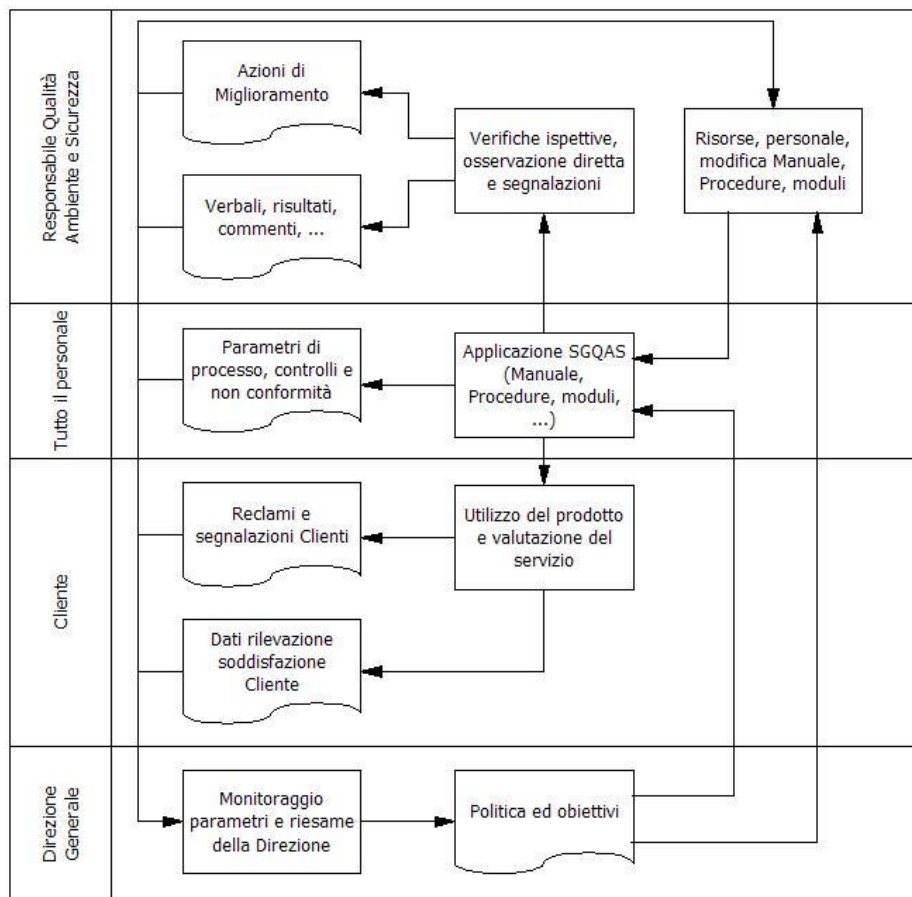 Responsabile Qualità
Ambiente e Sicurezza
Azioni di
Miglioramento
Verbali, risultati,
commenti, ...
Verifiche ispettive,
osservazione diretta
e segnalazioni
Risorse, personale,
modifica Manuale,
Procedure, moduli
Tutto il personale
Parametri di
processo, controlli e
non conformità
Applicazione SGQAS
(Manuale,
Procedure, moduli,
...)
Cliente
Reclami e
segnalazioni Clienti
Utilizzo del prodotto
e valutazione del
servizio
Dati rilevazione
soddisfazione
Cliente
Direzione
Generale
Monitoraggio
parametri e riesame
della Direzione
Politica ed obiettivi